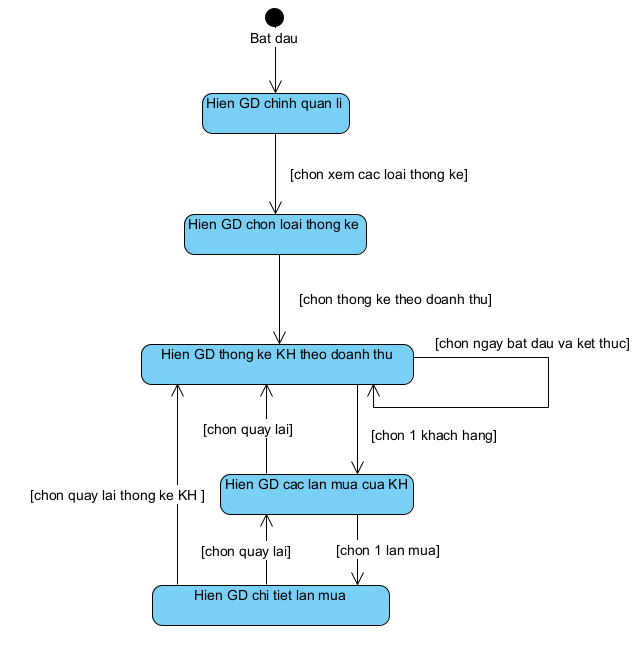 Bat dau
Hien GD chinh quan li
[chon xem cac loai thong ke]
Hien GD chon loai thong ke
[chon thong ke theo doanh thu]
[chon ngay bat dau va ket thuc]
Hien GD thong ke KH theo doanh thu
[chon quay lai]
[chon 1 khach hang]
Hien GD cac lan mua cua KH
[chon quay lai thong ke KH ]
[chon quay lai]
[chon 1 lan mua]
Hien GD chi tiet lan mua